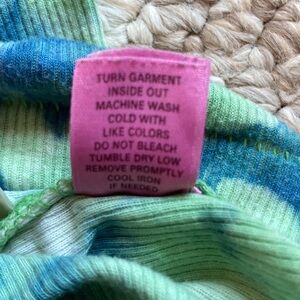 TURN GARMENT
INSIDE OUT
MACHINE WASH
COLD WITH
LIKE COLORS
DO NOT BLEACH
TUMBLE DRY LOW
REMOVE PROMPTLY
COOL IRON
IF NEEDED